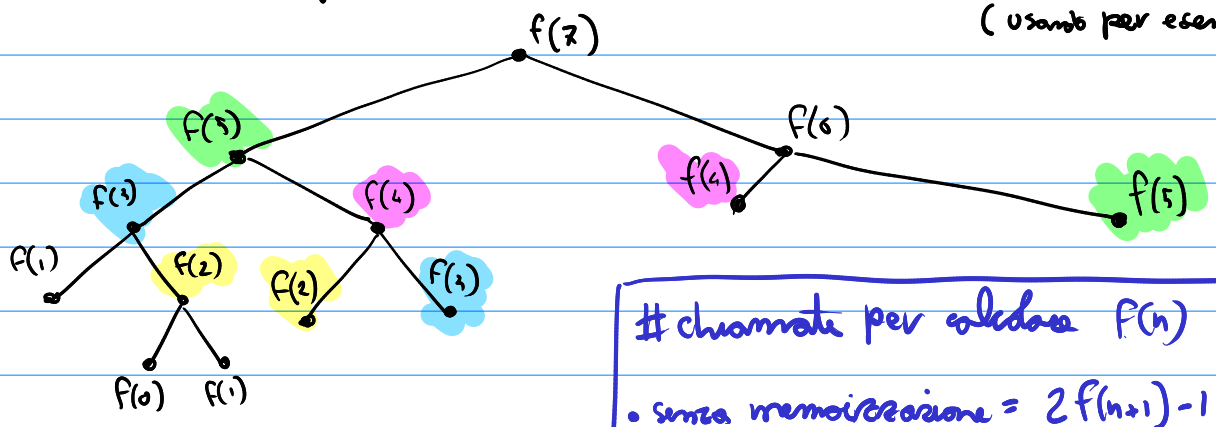 ( usando per esem
f(7)
f(5)
f(6)
f(3)
f(4)
f(4)
f(5)
f(1)
f(2)
f(2)
f(3)
f(0)
f(1)
# chiamate per calcolare f(n)
• senza memoizzazione = 2f(n+1)-1